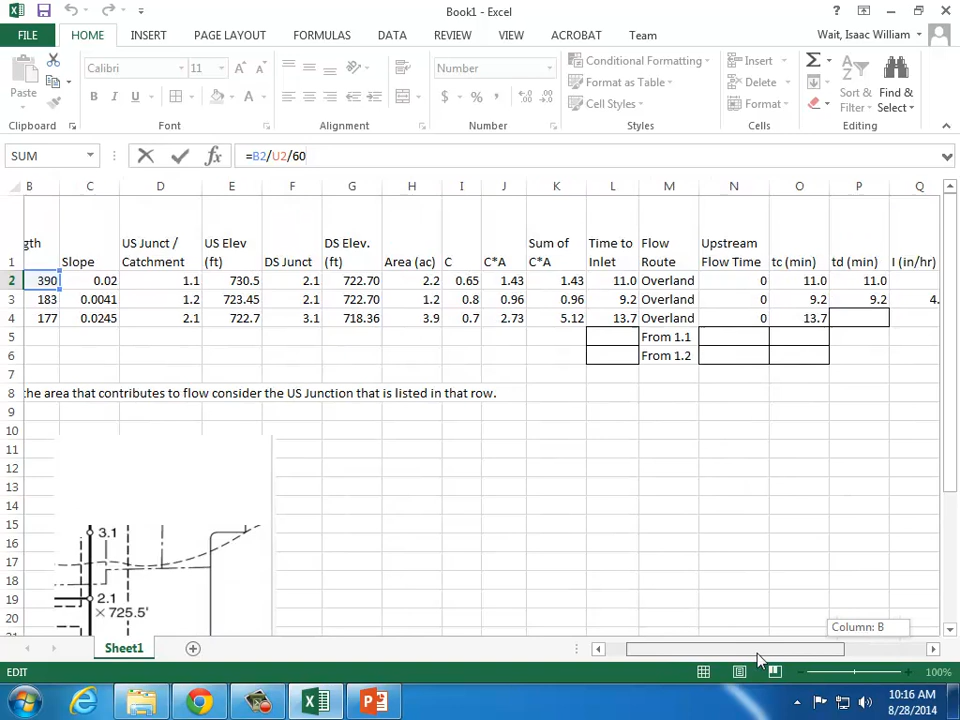 Book1 - Excel
FILE HOME INSERT PAGE LAYOUT FORMULAS DATA REVIEW VIEW ACROBAT Team Wait, Isaac William
Paste Calibri 11 Number Conditional Formatting Insert
B I U Format as Table Delete Sort & Find &
Cell Styles Format Filter Select
Clipboard Font Alignment Number Styles Cells Editing
SUM =B2/U2/60
B C D E F G H I J K L M N O P Q
gth US Junct / US Elev DS Elev. Sum of Time to Flow Upstream
1 Slope Catchment (ft) DS Junct (ft) Area (ac) C C*A C*A Inlet Route Flow Time tc (min) td (min) I (in/hr)
2 390 0.02 1.1 730.5 2.1 722.70 2.2 0.65 1.43 1.43 11.0 Overland 0 11.0 11.0
3 183 0.0041 1.2 723.45 2.1 722.70 1.2 0.8 0.96 0.96 9.2 Overland 0 9.2 9.2 4.
4 177 0.0245 2.1 722.7 3.1 718.36 3.9 0.7 2.73 5.12 13.7 Overland 0 13.7
5 From 1.1
6 From 1.2
7
8 the area that contributes to flow consider the US Junction that is listed in that row.
9
10
11
12
13
14
15
16 3.1
17
18
19 2.1
20 × 725.5'
Column: B
Sheet1
EDIT 100%
10:16 AM
8/28/2014